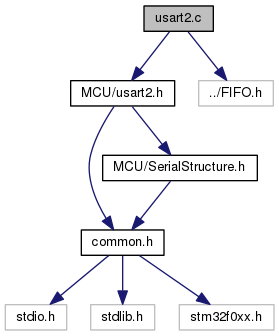 usart2.c
MCU/usart2.h
../FIFO.h
MCU/SerialStructure.h
common.h
stdio.h
stdlib.h
stm32f0xx.h